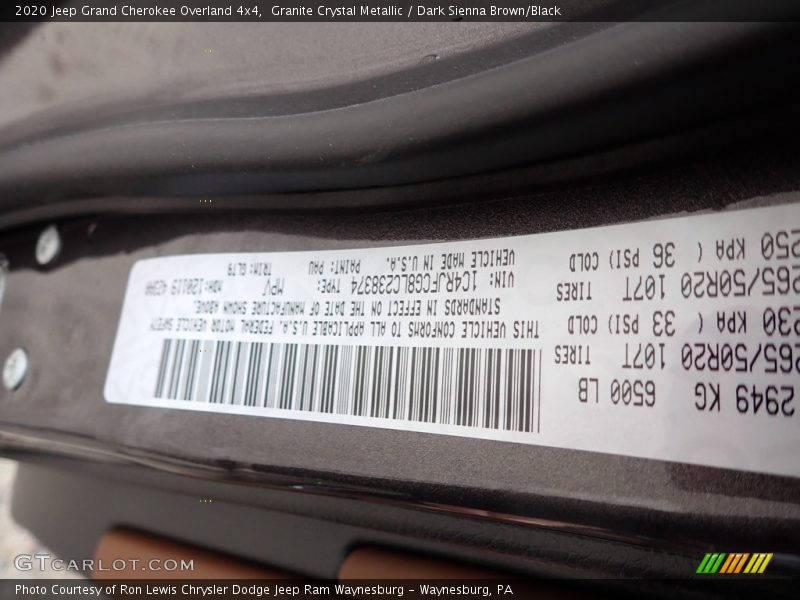 2020 Jeep Grand Cherokee Overland 4x4,  Granite Crystal Metallic / Dark Sienna Brown/Black
2949 KG
6500 LB
265/50R20 107T TIRES
230 KPA ( 33 PSI) COLD
265/50R20 107T TIRES
250 KPA ( 36 PSI) COLD
THIS VEHICLE CONFORMS TO ALL APPLICABLE U.S.A. FEDERAL MOTOR VEHICLE SAFETY
STANDARDS IN EFFECT ON THE DATE OF MANUFACTURE SHOWN ABOVE.
VIN: 1C4RJFCC8LC238374 TYPE: MPV MDH: 120119
VEHICLE MADE IN U.S.A. PAINT: PAU TRIM: GLT9
GTCARLOT.COM
Photo Courtesy of Ron Lewis Chrysler Dodge Jeep Ram Waynesburg – Waynesburg, PA